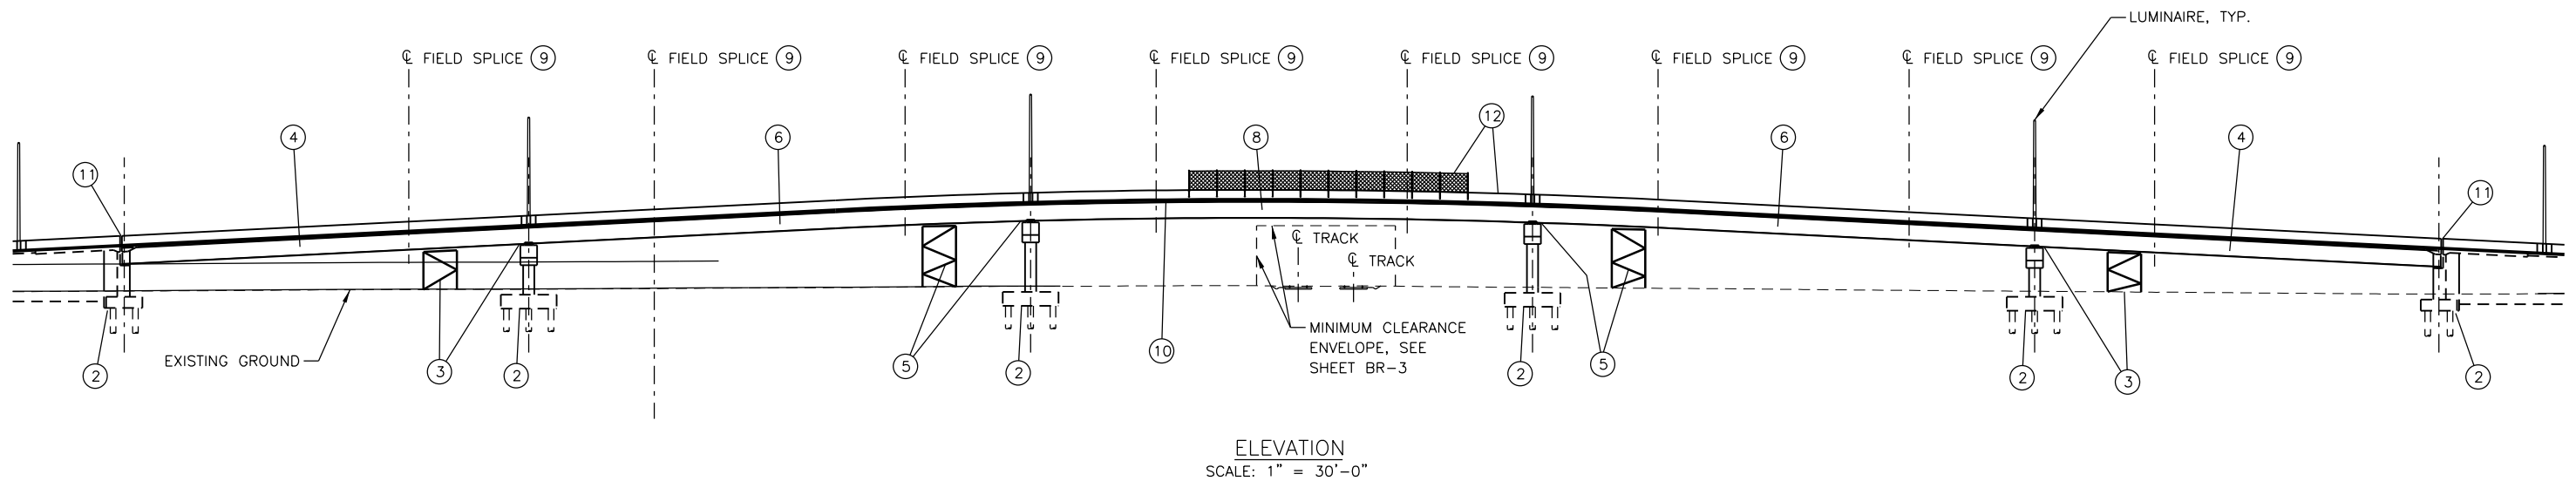 LUMINAIRE, TYP.
℄ FIELD SPLICE 9
℄ FIELD SPLICE 9
℄ FIELD SPLICE 9
℄ FIELD SPLICE 9
℄ FIELD SPLICE 9
℄ FIELD SPLICE 9
℄ FIELD SPLICE 9
℄ FIELD SPLICE 9
12
4
6
8
6
4
11
11
℄ TRACK
℄ TRACK
MINIMUM CLEARANCE
ENVELOPE, SEE
SHEET BR-3
EXISTING GROUND
10
2
3
2
5
2
2
5
2
3
2
ELEVATION
SCALE: 1" = 30'-0"